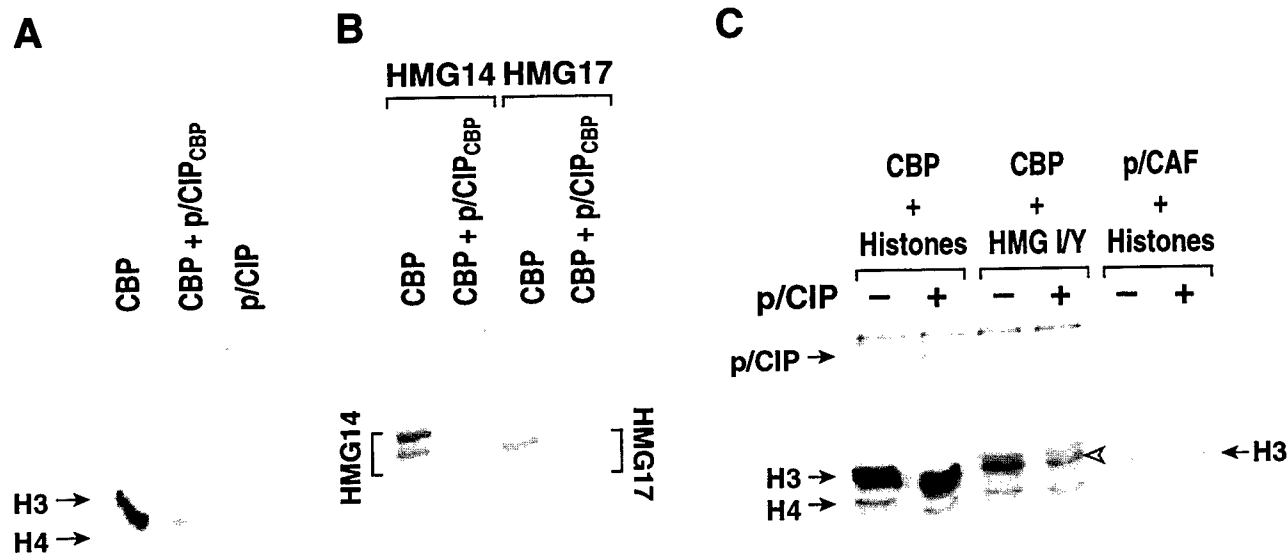 A
CBP
CBP + p/CIPCBP
p/CIP
H3
H4
B
HMG14 HMG17
CBP
CBP + p/CIPCBP
CBP
CBP + p/CIPCBP
HMG14
HMG17
C
CBP CBP p/CAF
+ + +
Histones HMG I/Y Histones
p/CIP − + − + − +
p/CIP
H3
H4
H3